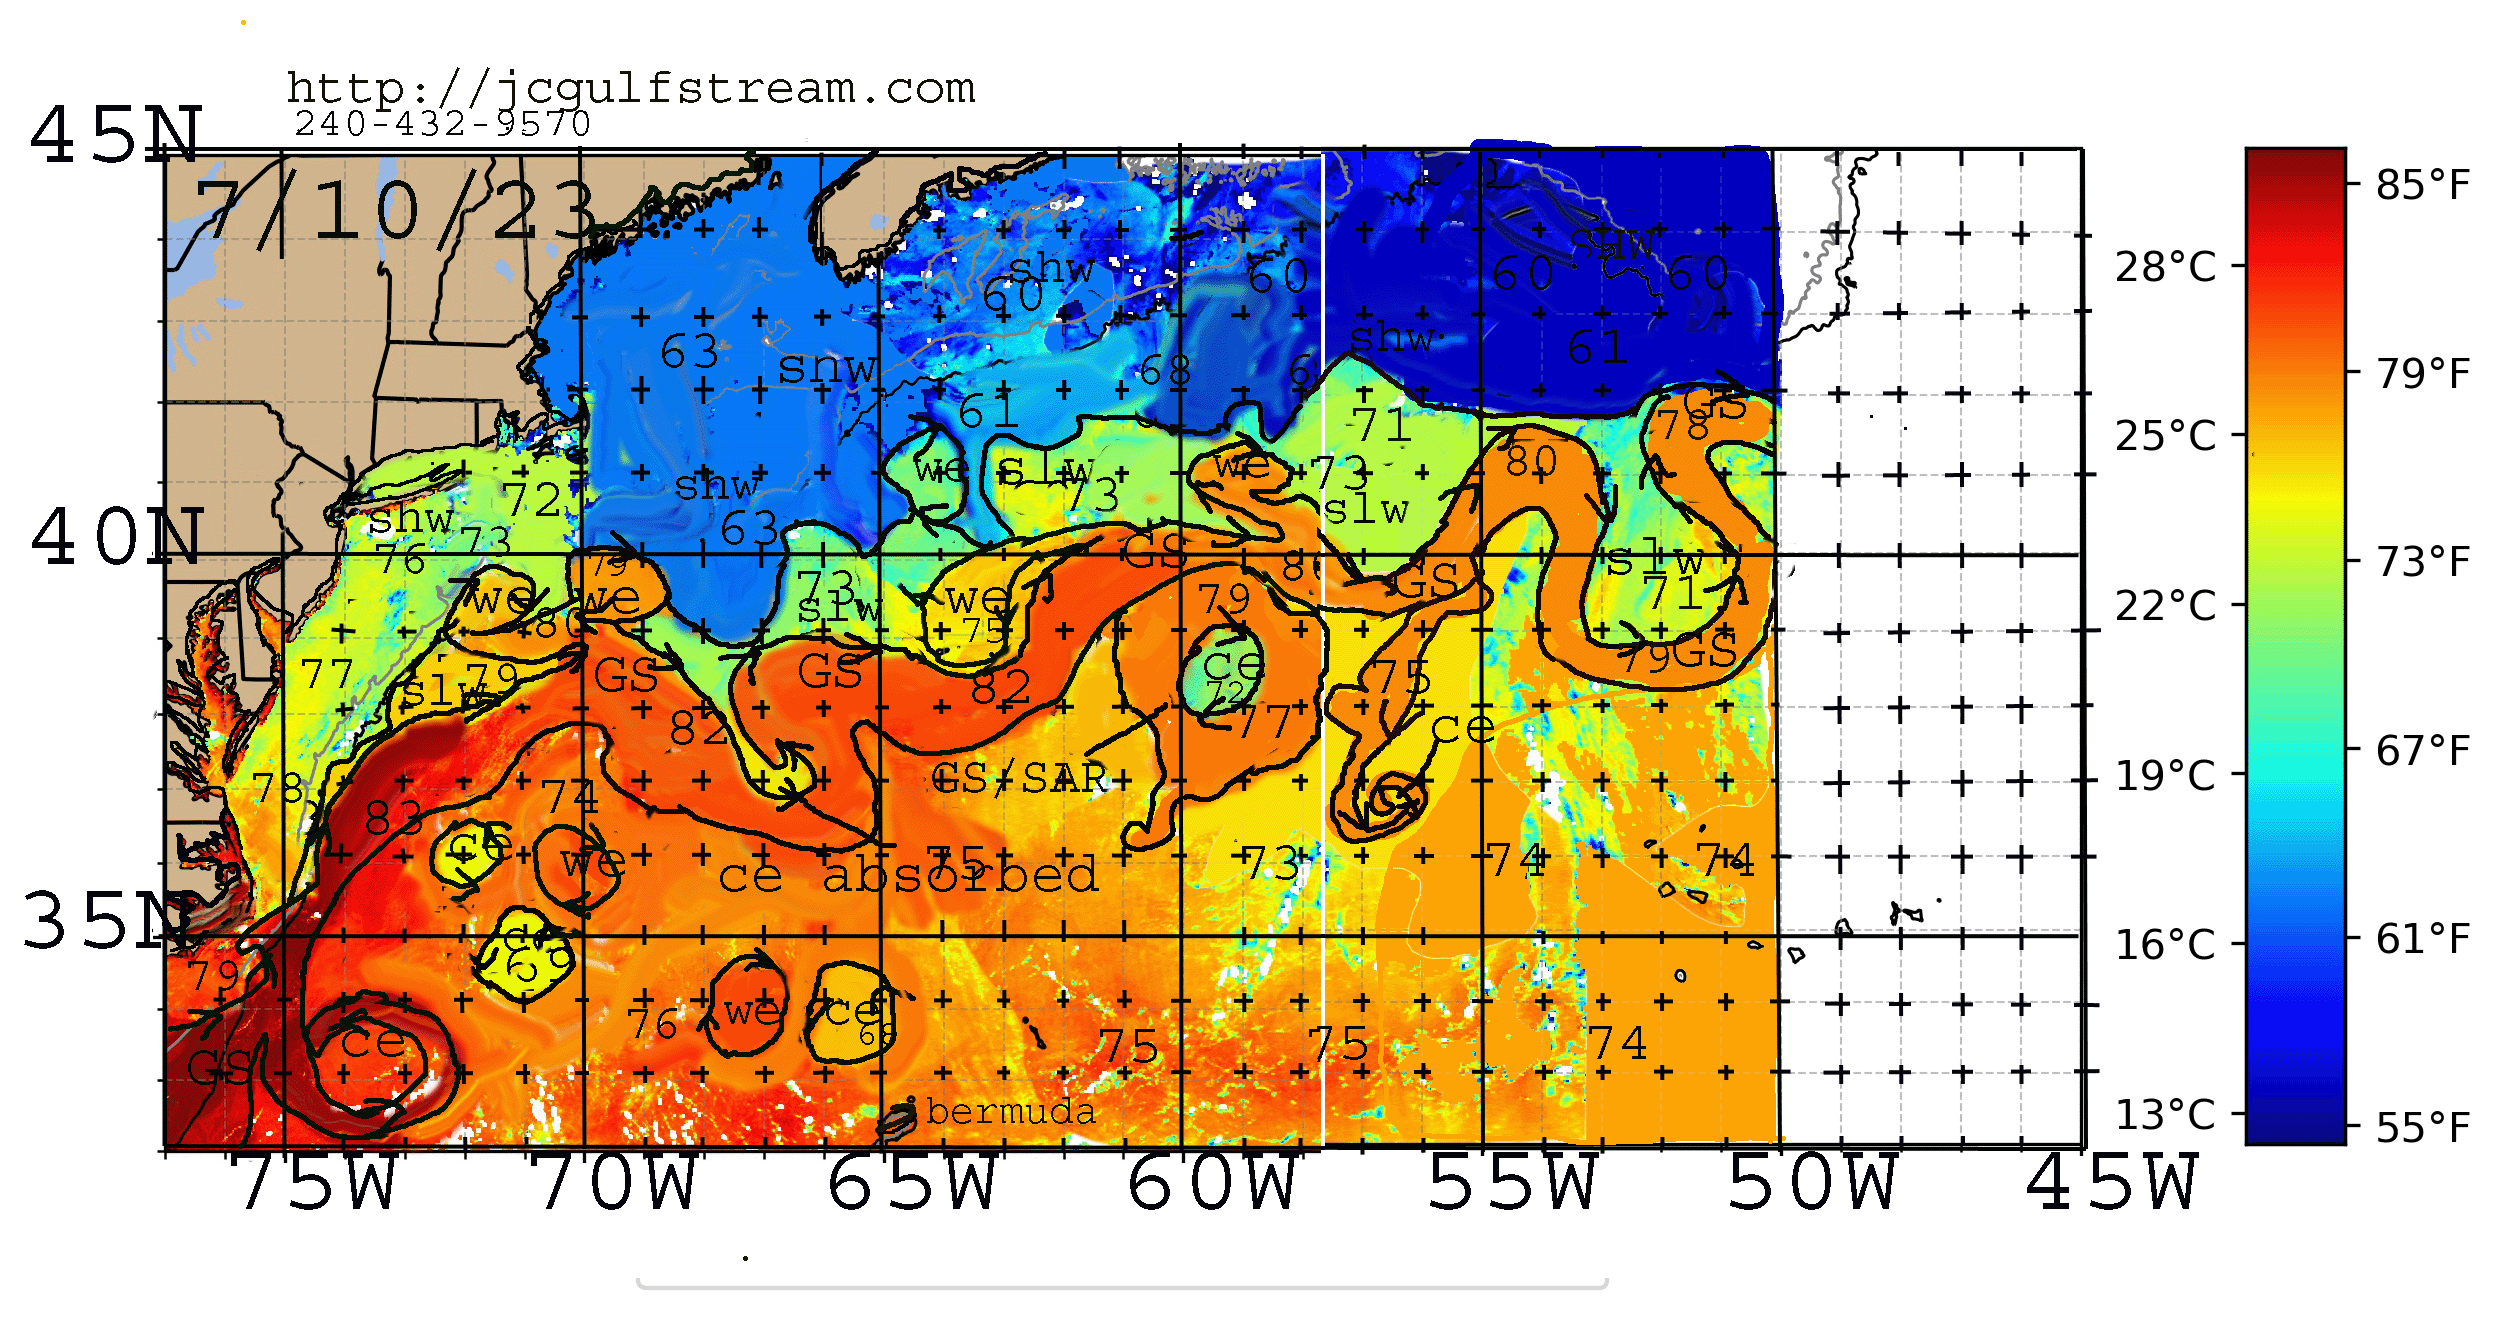 http://jcgulfstream.com
240-432-9570
45N
7/10/23
85°F
shw
60
60
shw
60
60
28°C
63
snw
68
6
shw.
61
79°F
61
71
GS
78
25°C
we
slw
we
73
80
shw
72
shw
63
73
slw
40N
76
73
GS
8
GS
slw
73°F
we
79
we
80
73
slw
we
75
79
71
22°C
77
slw
79
GS
GS
82
ce
72
75
79
GS
82
77
ce
67°F
78
83
74
GS/SAR
19°C
ce
we
ce absorbed
75
73
74
74
35N
ce
69
16°C
61°F
79
GS
ce
76
we
ce
68
75
75
74
bermuda
13°C
55°F
75W
70W
65W
60W
55W
50W
45W